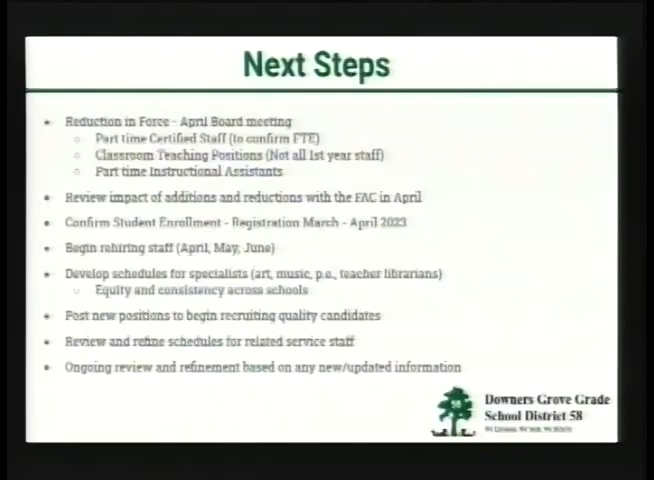 Next Steps
Reduction in Force - April Board meeting
Part time Certified Staff (to confirm FTE)
Classroom Teaching Positions (Not all 1st year staff)
Part time Instructional Assistants
Review impact of additions and reductions with the FAC in April
Confirm Student Enrollment - Registration March - April 2023
Begin rehiring staff (April, May, June)
Develop schedules for specialists (art, music, p.e., teacher librarians)
Equity and consistency across schools
Post new positions to begin recruiting quality candidates
Review and refine schedules for related service staff
Ongoing review and refinement based on any new/updated information
58
Downers Grove Grade
School District 58